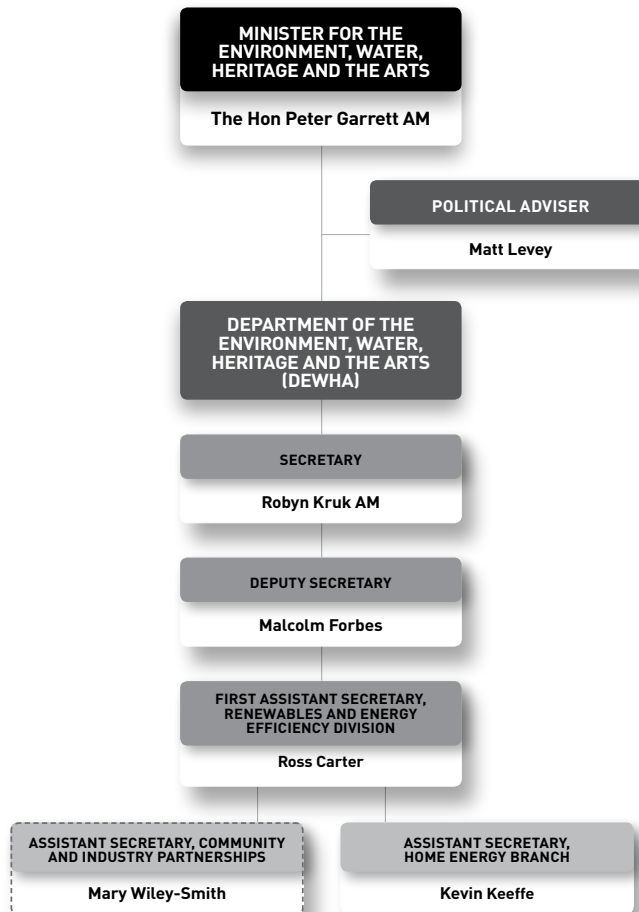 MINISTER FOR THE
ENVIRONMENT, WATER,
HERITAGE AND THE ARTS
The Hon Peter Garrett AM
POLITICAL ADVISER
Matt Levey
DEPARTMENT OF THE
ENVIRONMENT, WATER,
HERITAGE AND THE ARTS
(DEWHA)
SECRETARY
Robyn Kruk AM
DEPUTY SECRETARY
Malcolm Forbes
FIRST ASSISTANT SECRETARY,
RENEWABLES AND ENERGY
EFFICIENCY DIVISION
Ross Carter
ASSISTANT SECRETARY, COMMUNITY
AND INDUSTRY PARTNERSHIPS
Mary Wiley-Smith
ASSISTANT SECRETARY,
HOME ENERGY BRANCH
Kevin Keeffe